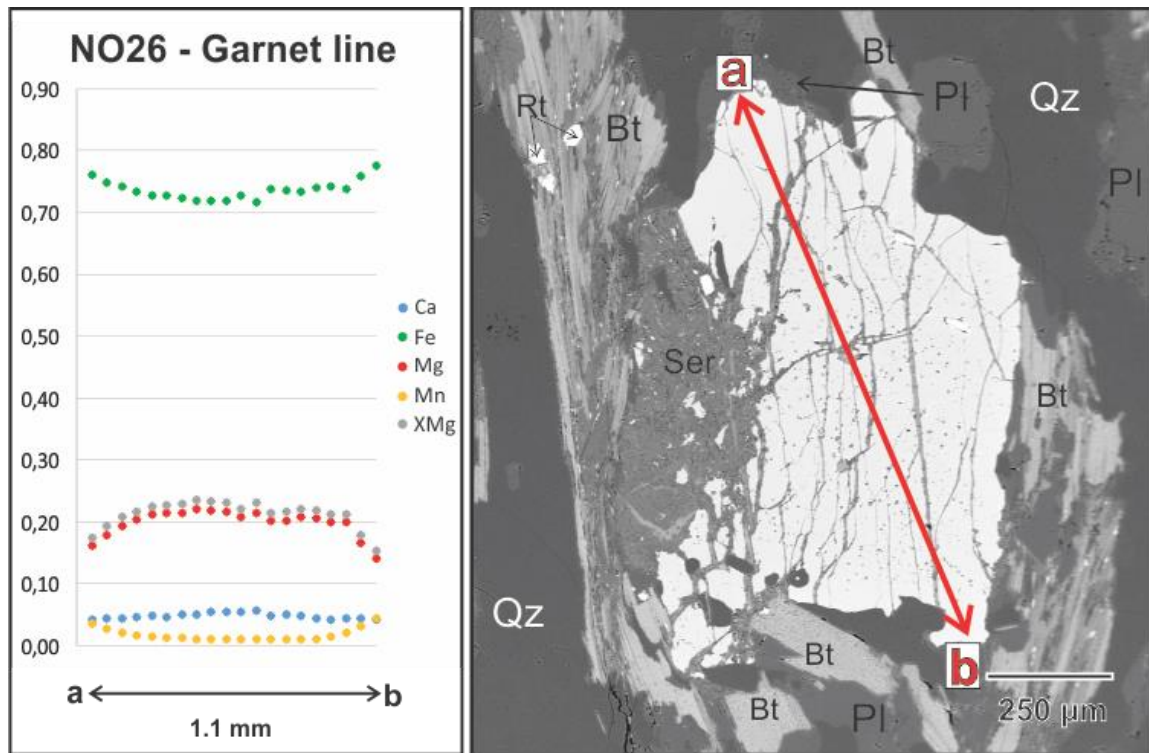 NO26 - Garnet line
0,90
0,80
0,70
0,60
0,50
0,40
0,30
0,20
0,10
0,00
Ca
Fe
Mg
Mn
XMg
a
b
1.1 mm
a
Bt
Pl
Qz
Rt
Bt
Pl
Ser
Bt
Qz
Bt
b
Bt
Pl
250 µm